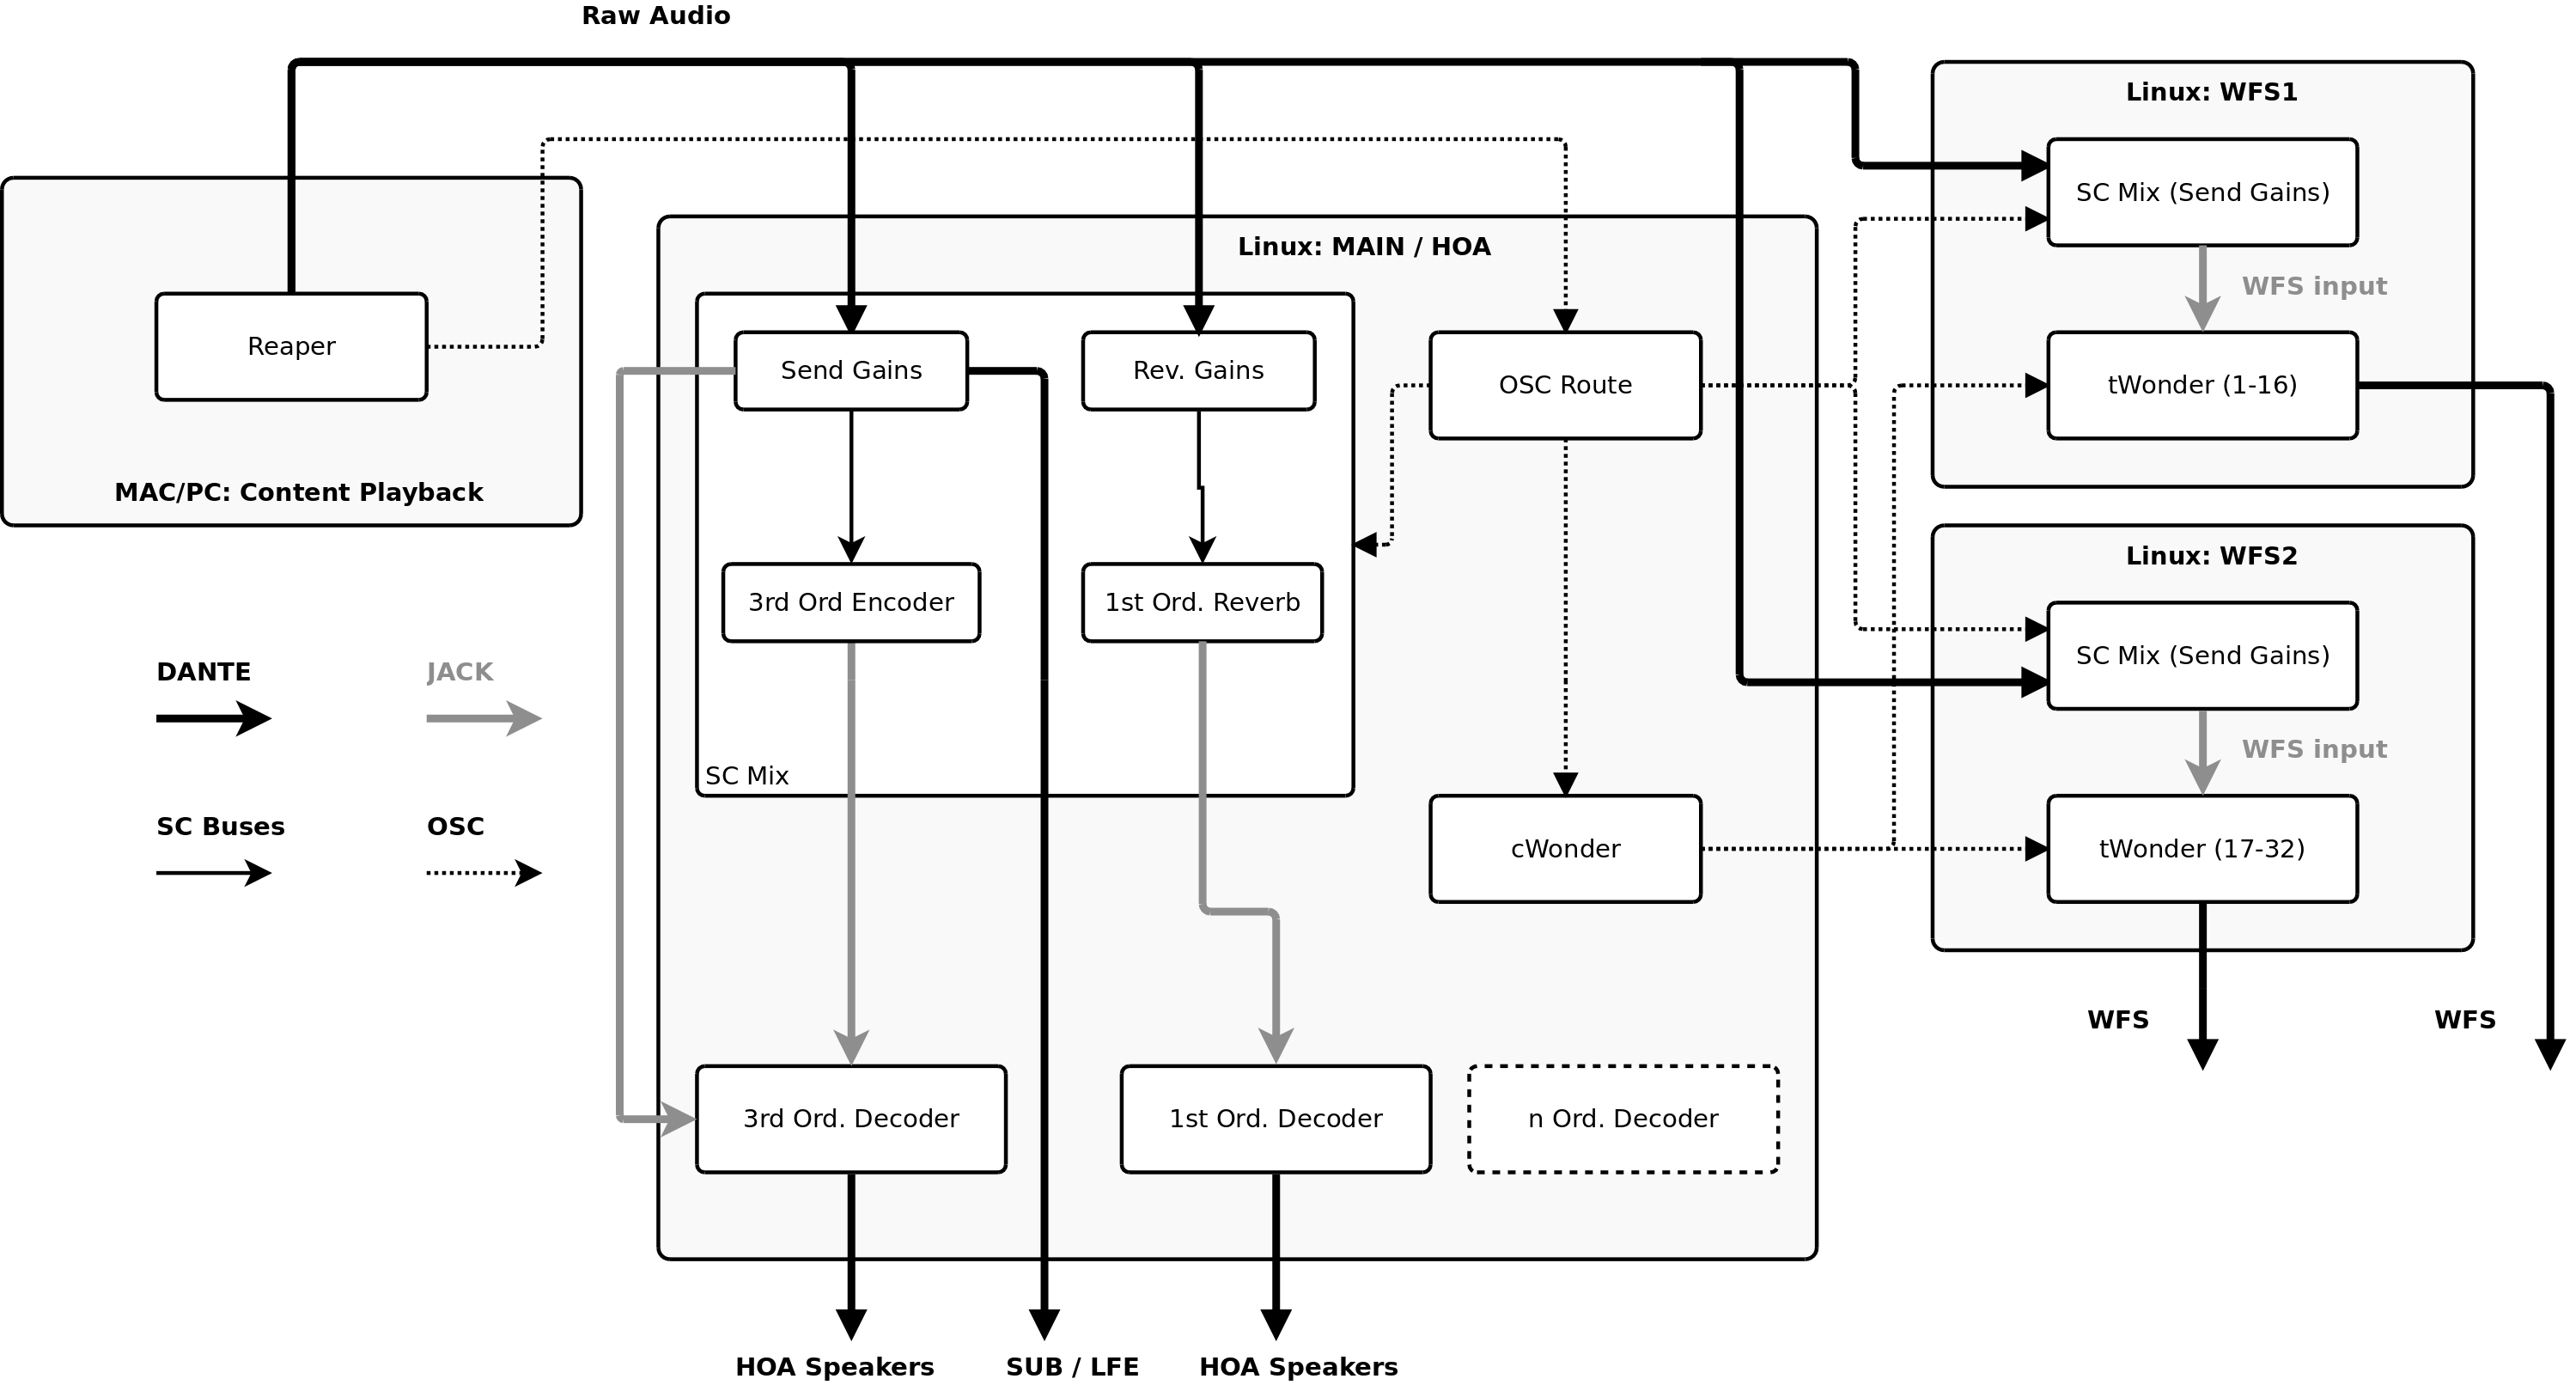 Raw Audio
Linux: WFS1
SC Mix (Send Gains)
WFS input
tWonder (1-16)
Linux: MAIN / HOA
Reaper
MAC/PC: Content Playback
Send Gains
Rev. Gains
OSC Route
3rd Ord Encoder
1st Ord. Reverb
SC Mix
cWonder
Linux: WFS2
SC Mix (Send Gains)
WFS input
tWonder (17-32)
DANTE
JACK
SC Buses
OSC
WFS
WFS
3rd Ord. Decoder
1st Ord. Decoder
n Ord. Decoder
HOA Speakers
SUB / LFE
HOA Speakers